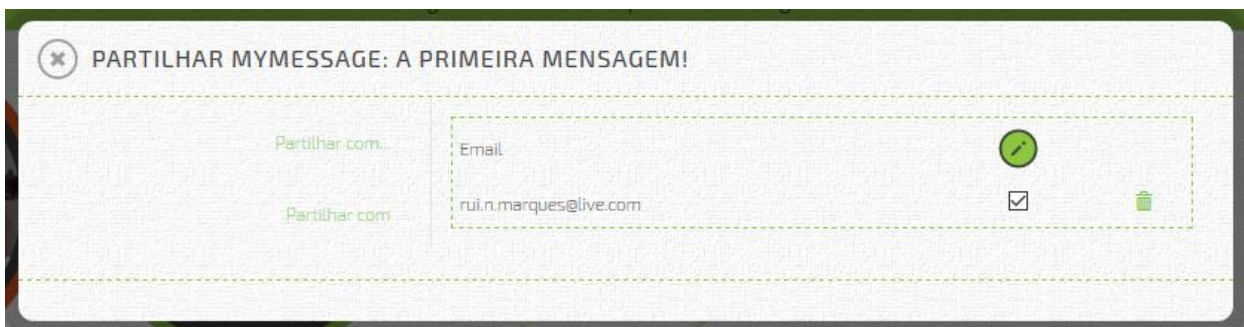 PARTILHAR MYMESSAGE: A PRIMEIRA MENSAGEM!
Partilhar com...
Email
Partilhar com
rui.n.marques@live.com